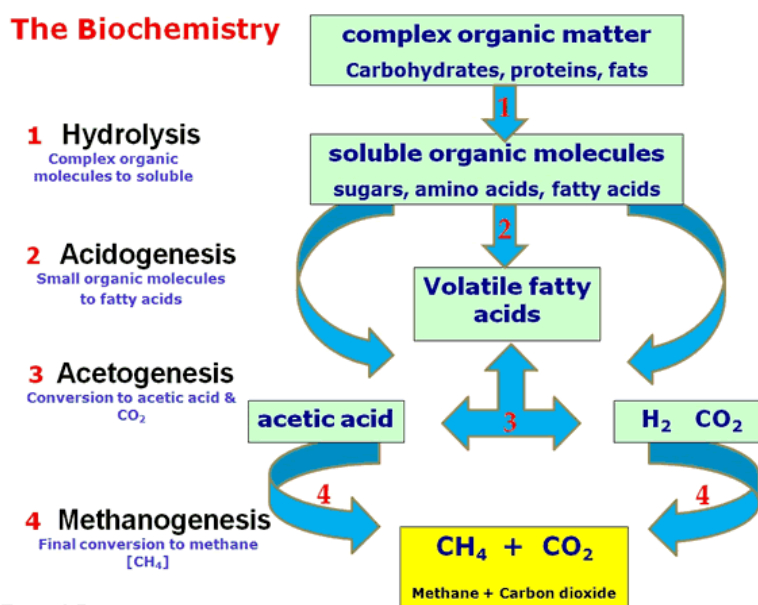 The Biochemistry
complex organic matter
Carbohydrates, proteins, fats
1
1 Hydrolysis
Complex organic
molecules to soluble
soluble organic molecules
sugars, amino acids, fatty acids
2
2 Acidogenesis
Small organic molecules
to fatty acids
Volatile fatty
acids
3 Acetogenesis
Conversion to acetic acid &
CO₂
acetic acid
3
H₂ CO₂
4
4
4 Methanogenesis
Final conversion to methane
[CH₄]
CH₄ + CO₂
Methane + Carbon dioxide